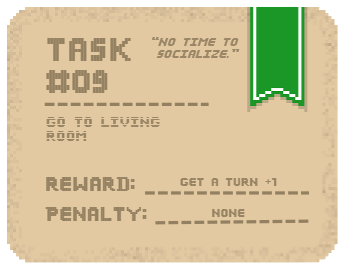 TASK
#09
"NO TIME TO
SOCIALIZE."
GO TO LIVING
ROOM
REWARD: GET A TURN +1
PENALTY: NONE